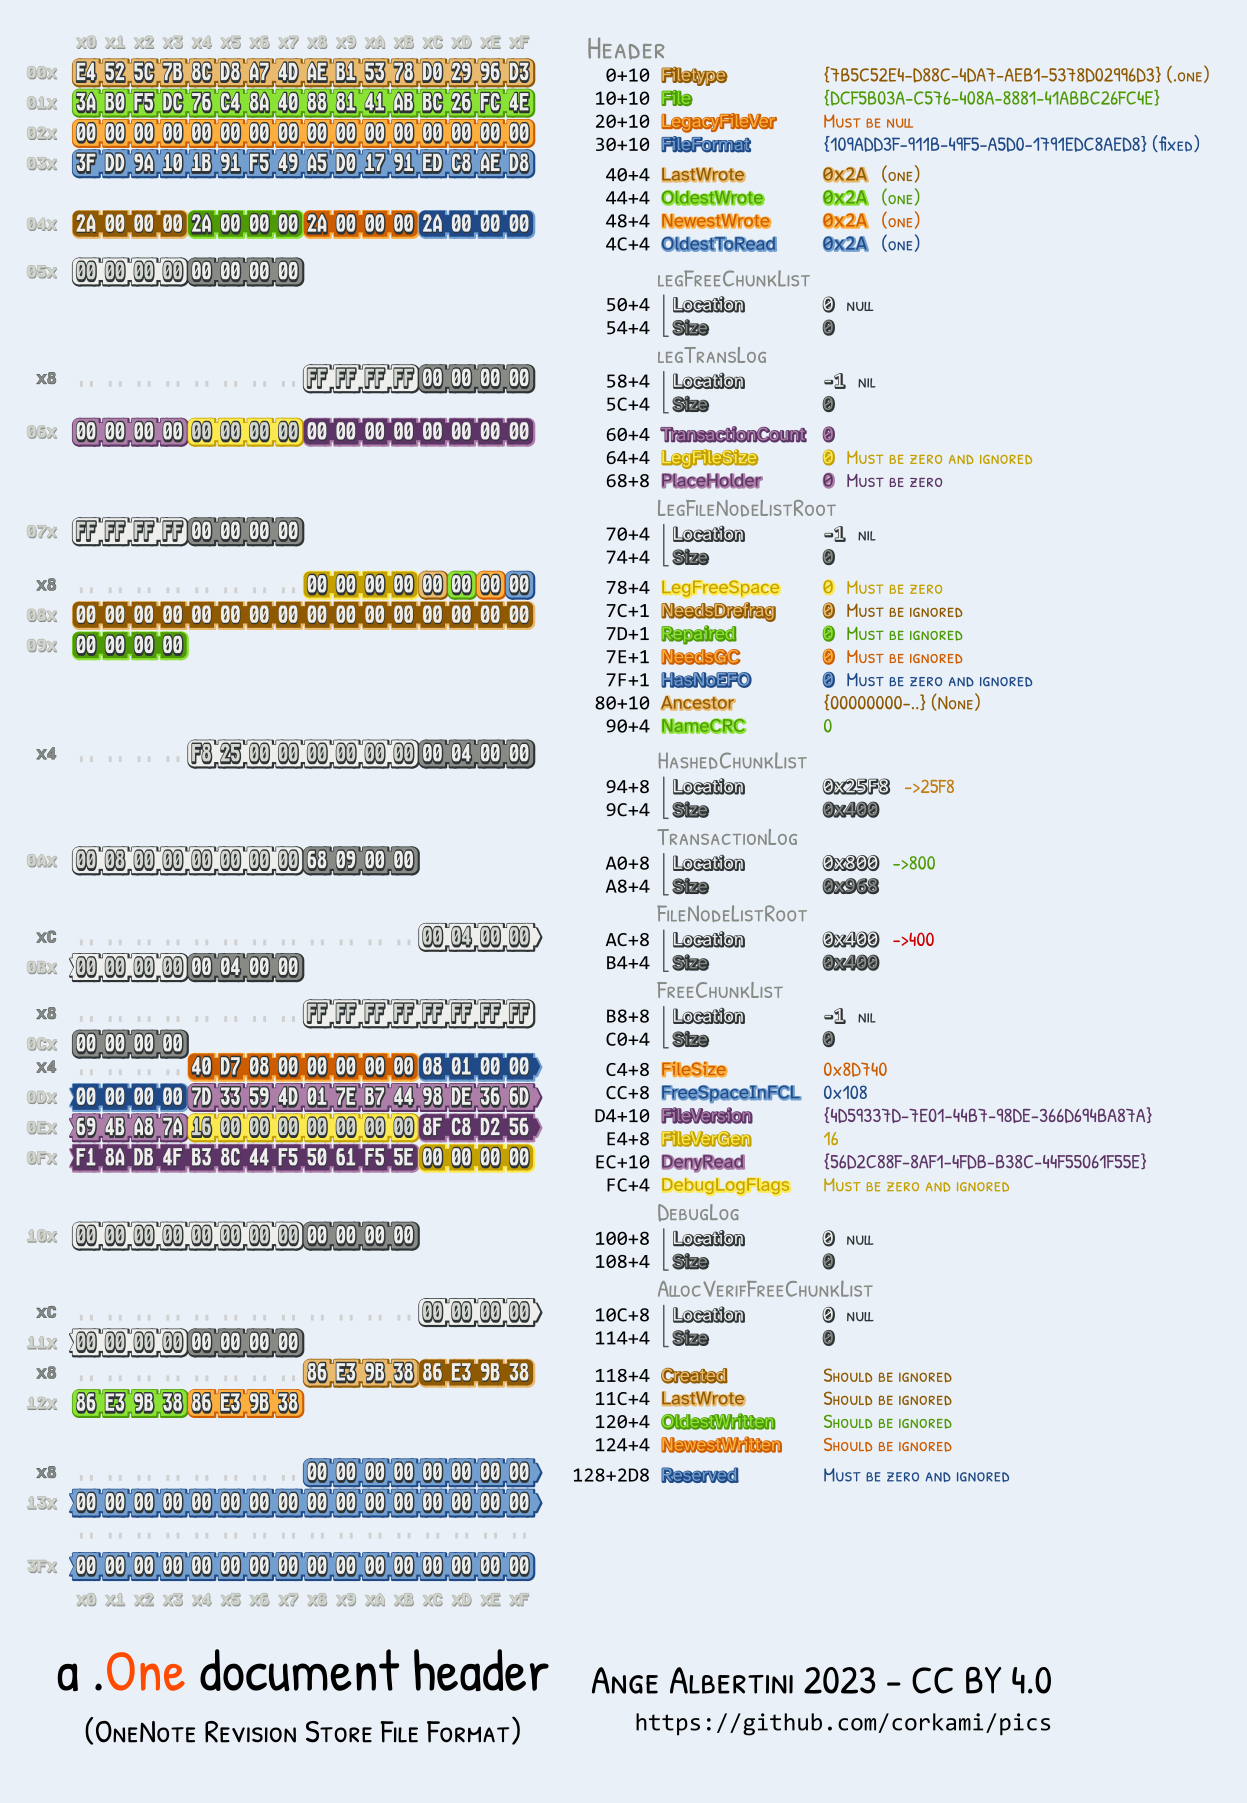 x0 x1 x2 x3 x4 x5 x6 x7 x8 x9 xA xB xC xD xE xF
00x E4 52 5C 7B 8C D8 A7 4D AE B1 53 78 D0 29 96 D3
01x 3A B0 F5 DC 76 C4 8A 40 88 81 41 AB BC 26 FC 4E
02x 00 00 00 00 00 00 00 00 00 00 00 00 00 00 00 00
03x 3F DD 9A 10 1B 91 F5 49 A5 D0 17 91 ED C8 AE D8
04x 2A 00 00 00 2A 00 00 00 2A 00 00 00 2A 00 00 00
05x 00 00 00 00 00 00 00 00
x8 .. .. .. .. .. .. .. .. FF FF FF FF 00 00 00 00
06x 00 00 00 00 00 00 00 00 00 00 00 00 00 00 00 00
07x FF FF FF FF 00 00 00 00
x8 .. .. .. .. .. .. .. .. 00 00 00 00 00 00 00 00
08x 00 00 00 00 00 00 00 00 00 00 00 00 00 00 00 00
09x 00 00 00 00
x4 .. .. .. .. F8 25 00 00 00 00 00 00 00 04 00 00
0Ax 00 08 00 00 00 00 00 00 68 09 00 00
xC .. .. .. .. .. .. .. .. .. .. .. .. 00 04 00 00
0Bx 00 00 00 00 00 04 00 00
x8 .. .. .. .. .. .. .. .. FF FF FF FF FF FF FF FF
0Cx 00 00 00 00
x4 .. .. .. .. 40 D7 08 00 00 00 00 00 08 01 00 00
0Dx 00 00 00 00 7D 33 59 4D 01 7E B7 44 98 DE 36 6D
0Ex 69 4B A8 7A 16 00 00 00 00 00 00 00 8F C8 D2 56
0Fx F1 8A DB 4F B3 8C 44 F5 50 61 F5 5E 00 00 00 00
10x 00 00 00 00 00 00 00 00 00 00 00 00
xC .. .. .. .. .. .. .. .. .. .. .. .. 00 00 00 00
11x 00 00 00 00 00 00 00 00
x8 .. .. .. .. .. .. .. .. 86 E3 9B 38 86 E3 9B 38
12x 86 E3 9B 38 86 E3 9B 38
x8 .. .. .. .. .. .. .. .. 00 00 00 00 00 00 00 00
13x 00 00 00 00 00 00 00 00 00 00 00 00 00 00 00 00
.. .. .. .. .. .. .. .. .. .. .. .. .. .. .. ..
3Fx 00 00 00 00 00 00 00 00 00 00 00 00 00 00 00 00
x0 x1 x2 x3 x4 x5 x6 x7 x8 x9 xA xB xC xD xE xF
Header
0+10 Filetype {7B5C52E4-D88C-4DA7-AEB1-5378D02996D3} (.one)
10+10 File {DCF5B03A-C576-408A-8881-41ABBC26FC4E}
20+10 LegacyFileVer Must be null
30+10 FileFormat {109ADD3F-911B-49F5-A5D0-1791EDC8AED8} (fixed)
40+4 LastWrote 0x2A (one)
44+4 OldestWrote 0x2A (one)
48+4 NewestWrote 0x2A (one)
4C+4 OldestToRead 0x2A (one)
legFreeChunkList
50+4 Location 0 null
54+4 Size 0
legTransLog
58+4 Location -1 nil
5C+4 Size 0
60+4 TransactionCount 0
64+4 LegFileSize 0 Must be zero and ignored
68+8 PlaceHolder 0 Must be zero
LegFileNodeListRoot
70+4 Location -1 nil
74+4 Size 0
78+4 LegFreeSpace 0 Must be zero
7C+1 NeedsDrefrag 0 Must be ignored
7D+1 Repaired 0 Must be ignored
7E+1 NeedsGC 0 Must be ignored
7F+1 HasNoEFO 0 Must be zero and ignored
80+10 Ancestor {00000000-..} (None)
90+4 NameCRC 0
HashedChunkList
94+8 Location 0x25F8 ->25F8
9C+4 Size 0x400
TransactionLog
A0+8 Location 0x800 ->800
A8+4 Size 0x968
FileNodeListRoot
AC+8 Location 0x400 ->400
B4+4 Size 0x400
FreeChunkList
B8+8 Location -1 nil
C0+4 Size 0
C4+8 FileSize 0x8D740
CC+8 FreeSpaceInFCL 0x108
D4+10 FileVersion {4D59337D-7E01-44B7-98DE-366D694BA87A}
E4+8 FileVerGen 16
EC+10 DenyRead {56D2C88F-8AF1-4FDB-B38C-44F55061F55E}
FC+4 DebugLogFlags Must be zero and ignored
DebugLog
100+8 Location 0 null
108+4 Size 0
AllocVerifFreeChunkList
10C+8 Location 0 null
114+4 Size 0
118+4 Created Should be ignored
11C+4 LastWrote Should be ignored
120+4 OldestWritten Should be ignored
124+4 NewestWritten Should be ignored
128+2D8 Reserved Must be zero and ignored
a .One document header
(OneNote Revision Store File Format)
Ange Albertini 2023 - CC BY 4.0
https://github.com/corkami/pics